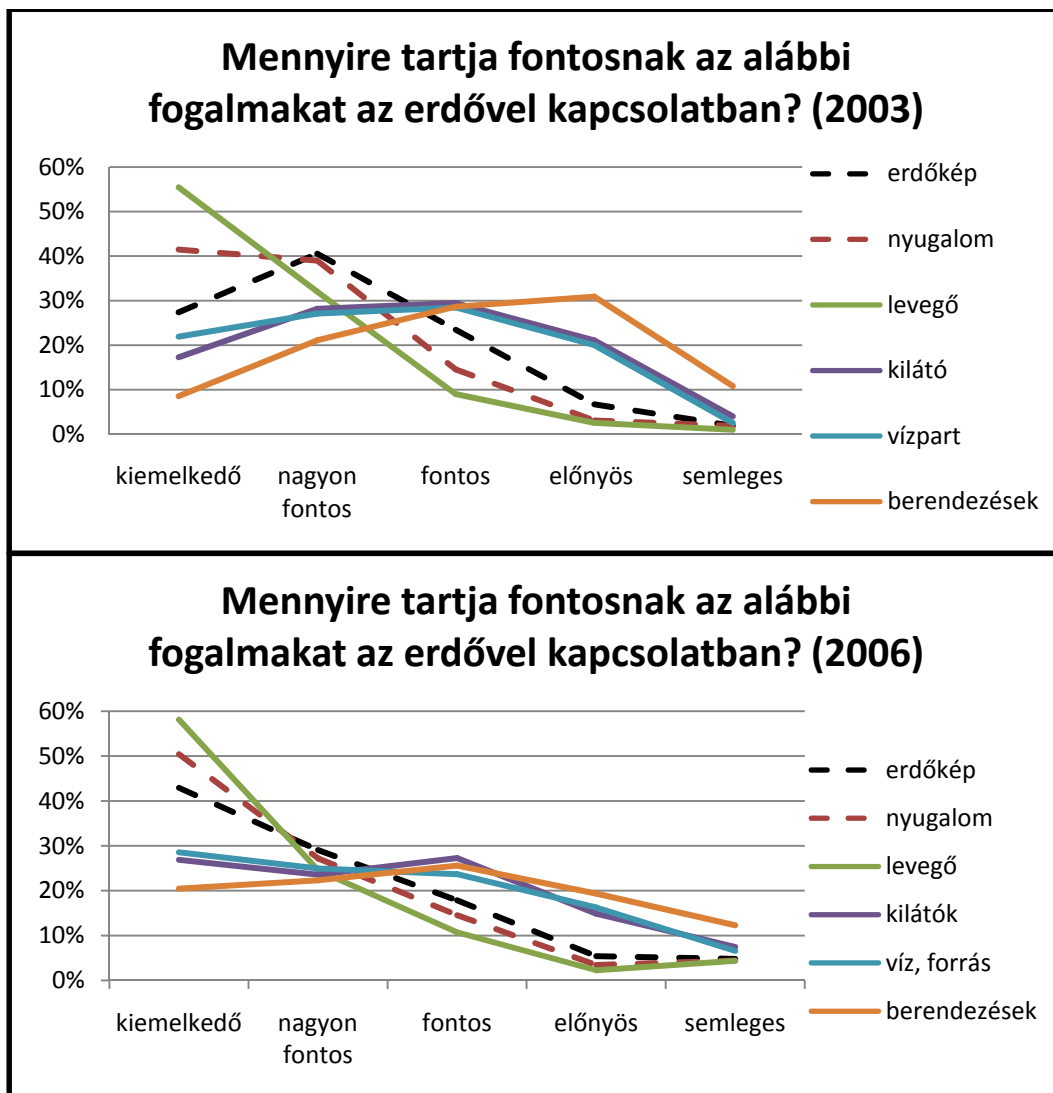 Mennyire tartja fontosnak az alábbi
fogalmakat az erdővel kapcsolatban? (2003)
60%
50%
40%
30%
20%
10%
0%
kiemelkedő
nagyon
fontos
fontos
előnyös
semleges
erdőkép
nyugalom
levegő
kilátó
vízpart
berendezések
Mennyire tartja fontosnak az alábbi
fogalmakat az erdővel kapcsolatban? (2006)
60%
50%
40%
30%
20%
10%
0%
kiemelkedő
nagyon
fontos
fontos
előnyös
semleges
erdőkép
nyugalom
levegő
kilátók
víz, forrás
berendezések